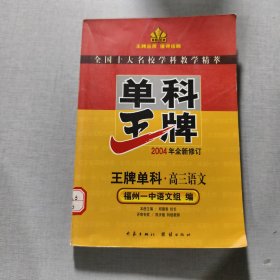 王牌品质 值得信赖
全国十大名校学科教学精萃
单科
王牌
2004年全新修订
王牌单科·高三语文
福州一中语文组 编